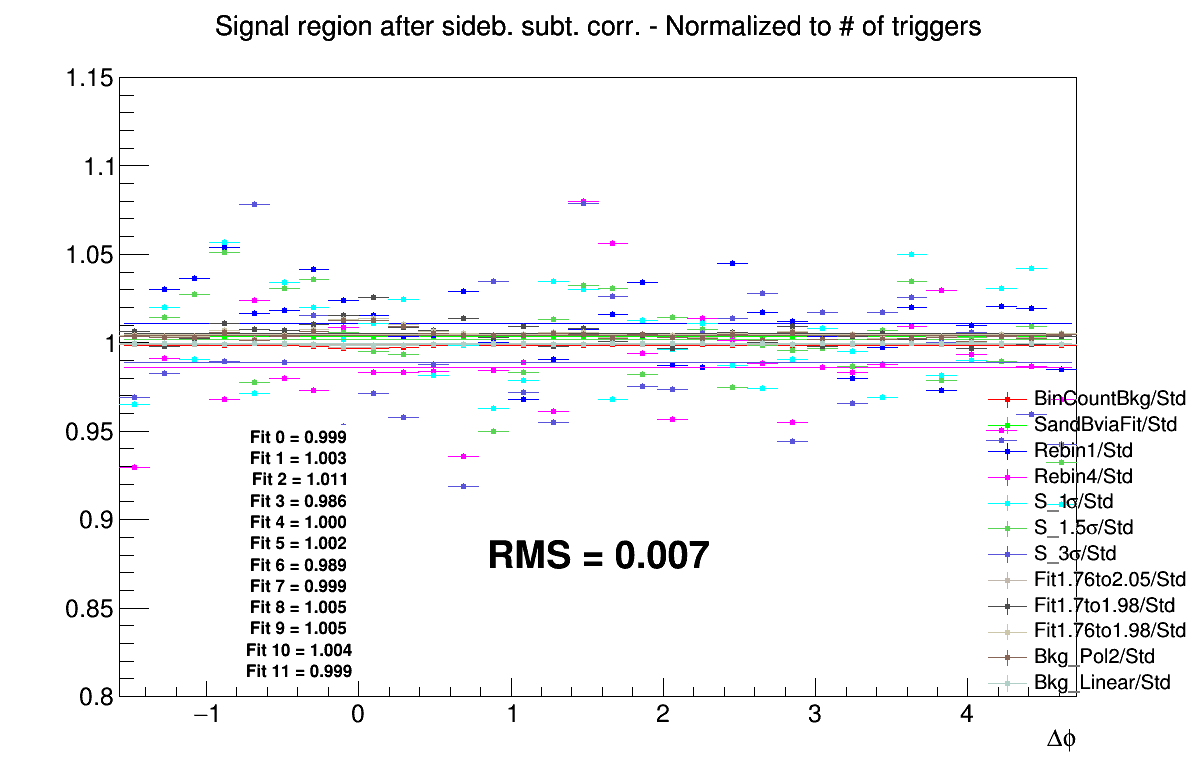 Signal region after sideb. subt. corr. - Normalized to # of triggers
1.15
1.1
1.05
1
0.95
0.9
0.85
0.8
Fit 0 = 0.999
Fit 1 = 1.003
Fit 2 = 1.011
Fit 3 = 0.986
Fit 4 = 1.000
Fit 5 = 1.002
Fit 6 = 0.989
Fit 7 = 0.999
Fit 8 = 1.005
Fit 9 = 1.005
Fit 10 = 1.004
Fit 11 = 0.999
RMS = 0.007
BinCountBkg/Std
SandBviaFit/Std
Rebin1/Std
Rebin4/Std
S_1σ/Std
S_1.5σ/Std
S_3σ/Std
Fit1.76to2.05/Std
Fit1.7to1.98/Std
Fit1.76to1.98/Std
Bkg_Pol2/Std
Bkg_Linear/Std
−1 0 1 2 3 4
Δϕ